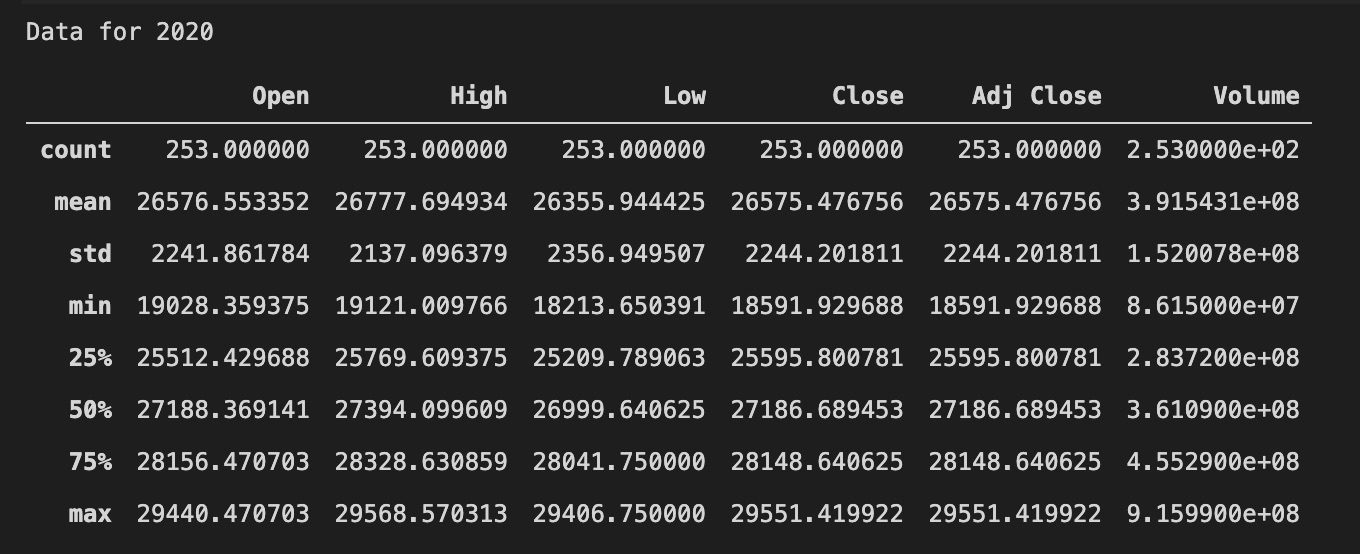 Data for 2020
Open High Low Close Adj Close Volume
count 253.000000 253.000000 253.000000 253.000000 253.000000 2.530000e+02
mean 26576.553352 26777.694934 26355.944425 26575.476756 26575.476756 3.915431e+08
std 2241.861784 2137.096379 2356.949507 2244.201811 2244.201811 1.520078e+08
min 19028.359375 19121.009766 18213.650391 18591.929688 18591.929688 8.615000e+07
25% 25512.429688 25769.609375 25209.789063 25595.800781 25595.800781 2.837200e+08
50% 27188.369141 27394.099609 26999.640625 27186.689453 27186.689453 3.610900e+08
75% 28156.470703 28328.630859 28041.750000 28148.640625 28148.640625 4.552900e+08
max 29440.470703 29568.570313 29406.750000 29551.419922 29551.419922 9.159900e+08